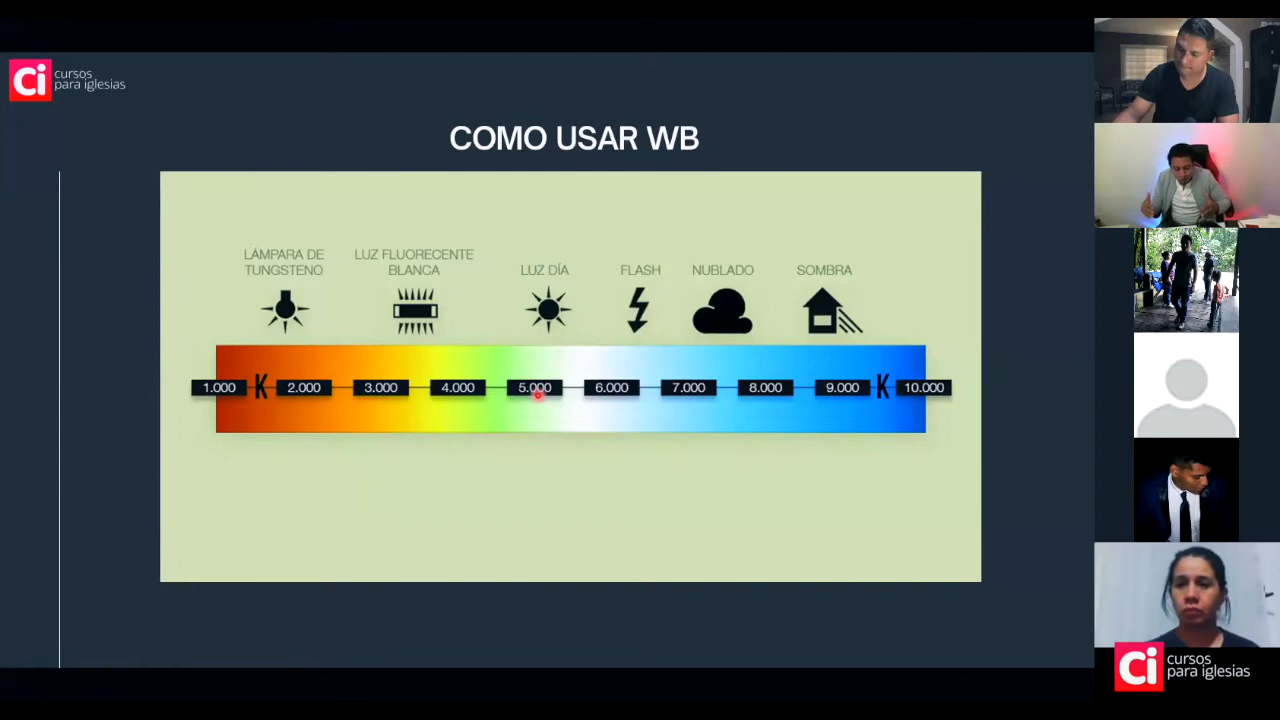 Ci cursos
para iglesias
COMO USAR WB
LÁMPARA DE
TUNGSTENO
LUZ FLUORECENTE
BLANCA
LUZ DÍA
FLASH
NUBLADO
SOMBRA
1.000 K 2.000 3.000 4.000 5.000 6.000 7.000 8.000 9.000 K 10.000
Ci cursos
para iglesias